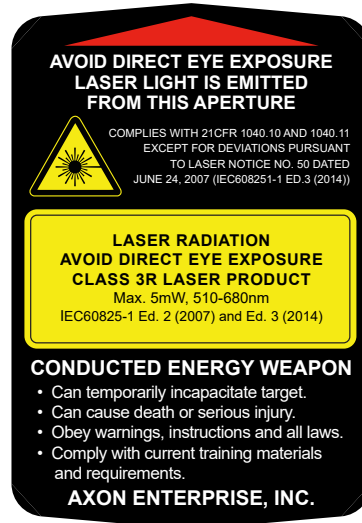 AVOID DIRECT EYE EXPOSURE
LASER LIGHT IS EMITTED
FROM THIS APERTURE
COMPLIES WITH 21CFR 1040.10 AND 1040.11
EXCEPT FOR DEVIATIONS PURSUANT
TO LASER NOTICE NO. 50 DATED
JUNE 24, 2007 (IEC608251-1 ED.3 (2014))
LASER RADIATION
AVOID DIRECT EYE EXPOSURE
CLASS 3R LASER PRODUCT
Max. 5mW, 510-680nm
IEC60825-1 Ed. 2 (2007) and Ed. 3 (2014)
CONDUCTED ENERGY WEAPON
• Can temporarily incapacitate target.
• Can cause death or serious injury.
• Obey warnings, instructions and all laws.
• Comply with current training materials
and requirements.
AXON ENTERPRISE, INC.